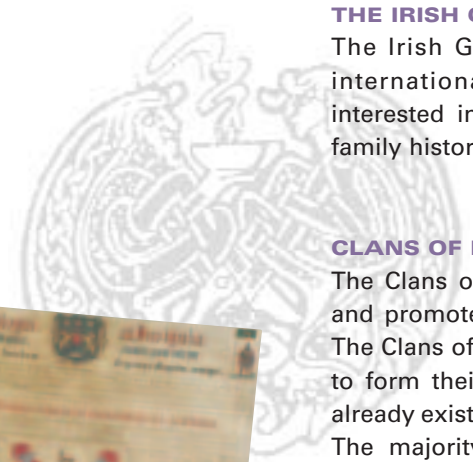 THE IRISH
The Irish
international
interested in
family histor
CLANS OF
The Clans o
and promote
The Clans of
to form thei
already exist
The majority